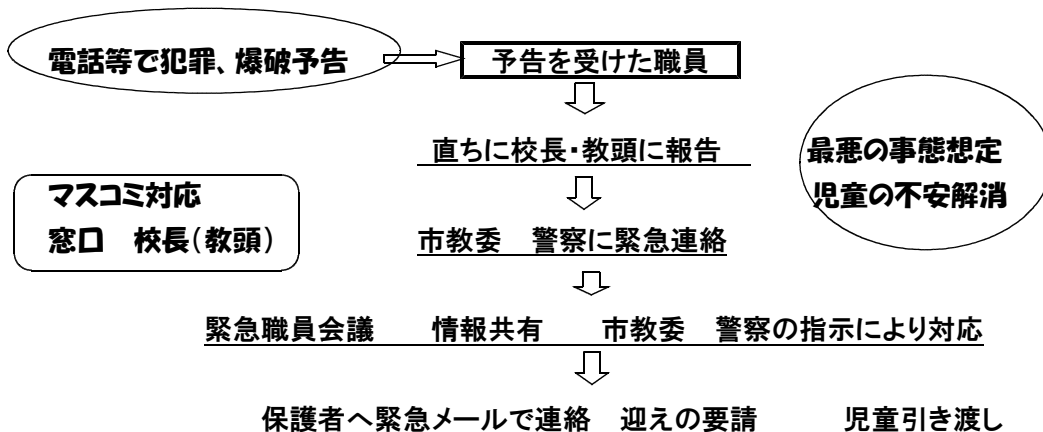 電話等で犯罪、爆破予告
予告を受けた職員
直ちに校長・教頭に報告
最悪の事態想定
児童の不安解消
マスコミ対応
窓口 校長(教頭)
市教委 警察に緊急連絡
緊急職員会議 情報共有 市教委 警察の指示により対応
保護者へ緊急メールで連絡 迎えの要請 児童引き渡し